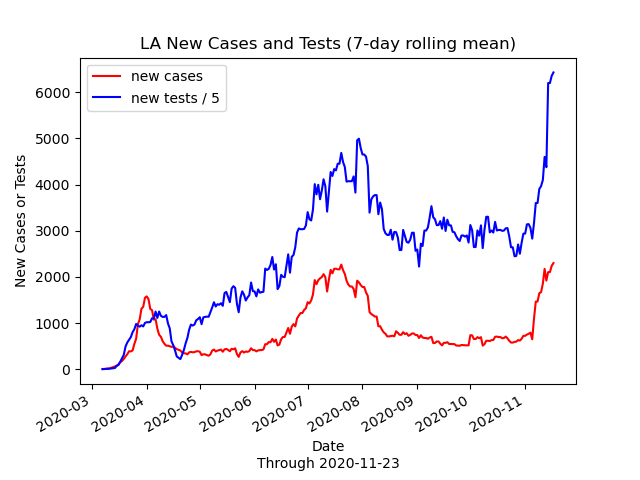 LA New Cases and Tests (7-day rolling mean)
new cases
new tests / 5
6000
5000
4000
3000
2000
1000
0
New Cases or Tests
2020-03
2020-04
2020-05
2020-06
2020-07
2020-08
2020-09
2020-10
2020-11
Date
Through 2020-11-23